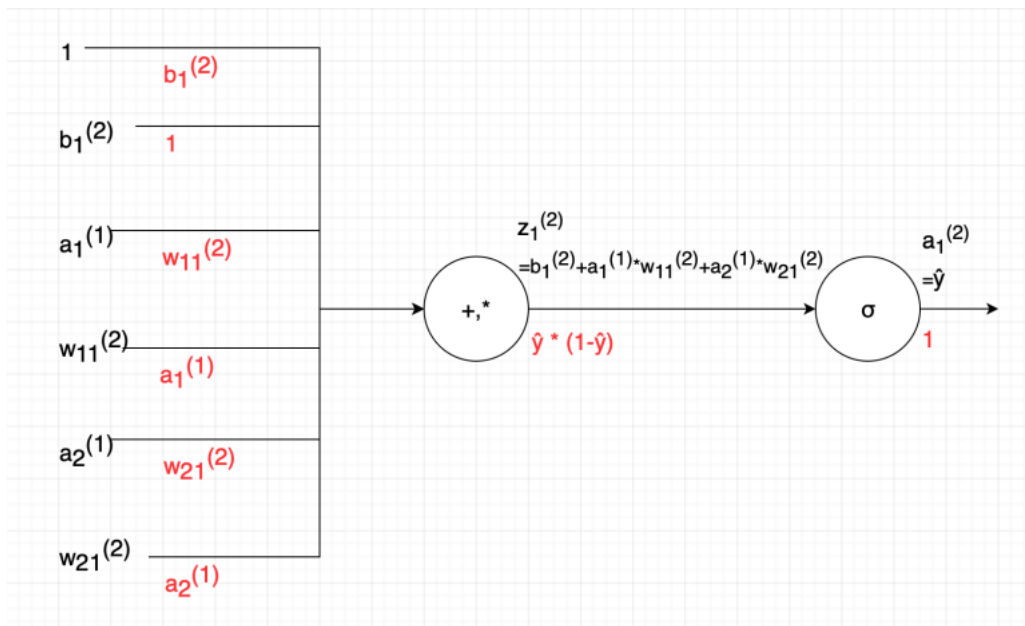 1
b₁⁽²⁾
b₁⁽²⁾
1
a₁⁽¹⁾
w₁₁⁽²⁾
w₁₁⁽²⁾
a₁⁽¹⁾
a₂⁽¹⁾
w₂₁⁽²⁾
w₂₁⁽²⁾
a₂⁽¹⁾
+,*
z₁⁽²⁾
=b₁⁽²⁾+a₁⁽¹⁾*w₁₁⁽²⁾+a₂⁽¹⁾*w₂₁⁽²⁾
ŷ * (1-ŷ)
σ
a₁⁽²⁾
=ŷ
1